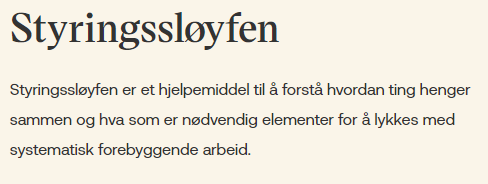 Styringssløyfen
Styringssløyfen er et hjelpemiddel til å forstå hvordan ting henger
sammen og hva som er nødvendig elementer for å lykkes med
systematisk forebyggende arbeid.